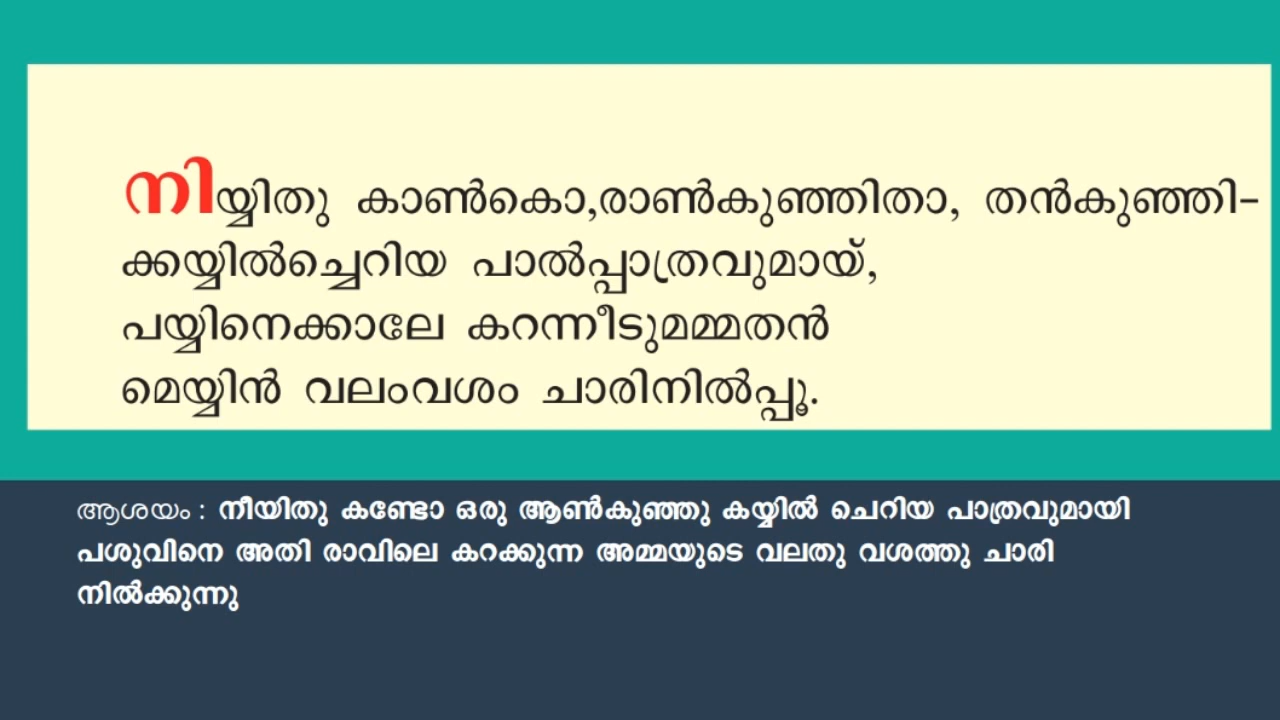 നിയ്യിതു കാൺകൊ,രാൺകുഞ്ഞിതാ, തൻകുഞ്ഞി-
ക്കയ്യിൽച്ചെറിയ പാൽപ്പാത്രവുമായ്,
പയ്യിനെക്കാലേ കറന്നീടുമമ്മതൻ
മെയ്യിൻ വലംവശം ചാരിനിൽപ്പൂ.
ആശയം : നീയിതു കണ്ടോ ഒരു ആൺകുഞ്ഞു കയ്യിൽ ചെറിയ പാത്രവുമായി
പശുവിനെ അതി രാവിലെ കറക്കുന്ന അമ്മയുടെ വലതു വശത്തു ചാരി
നിൽക്കുന്നു